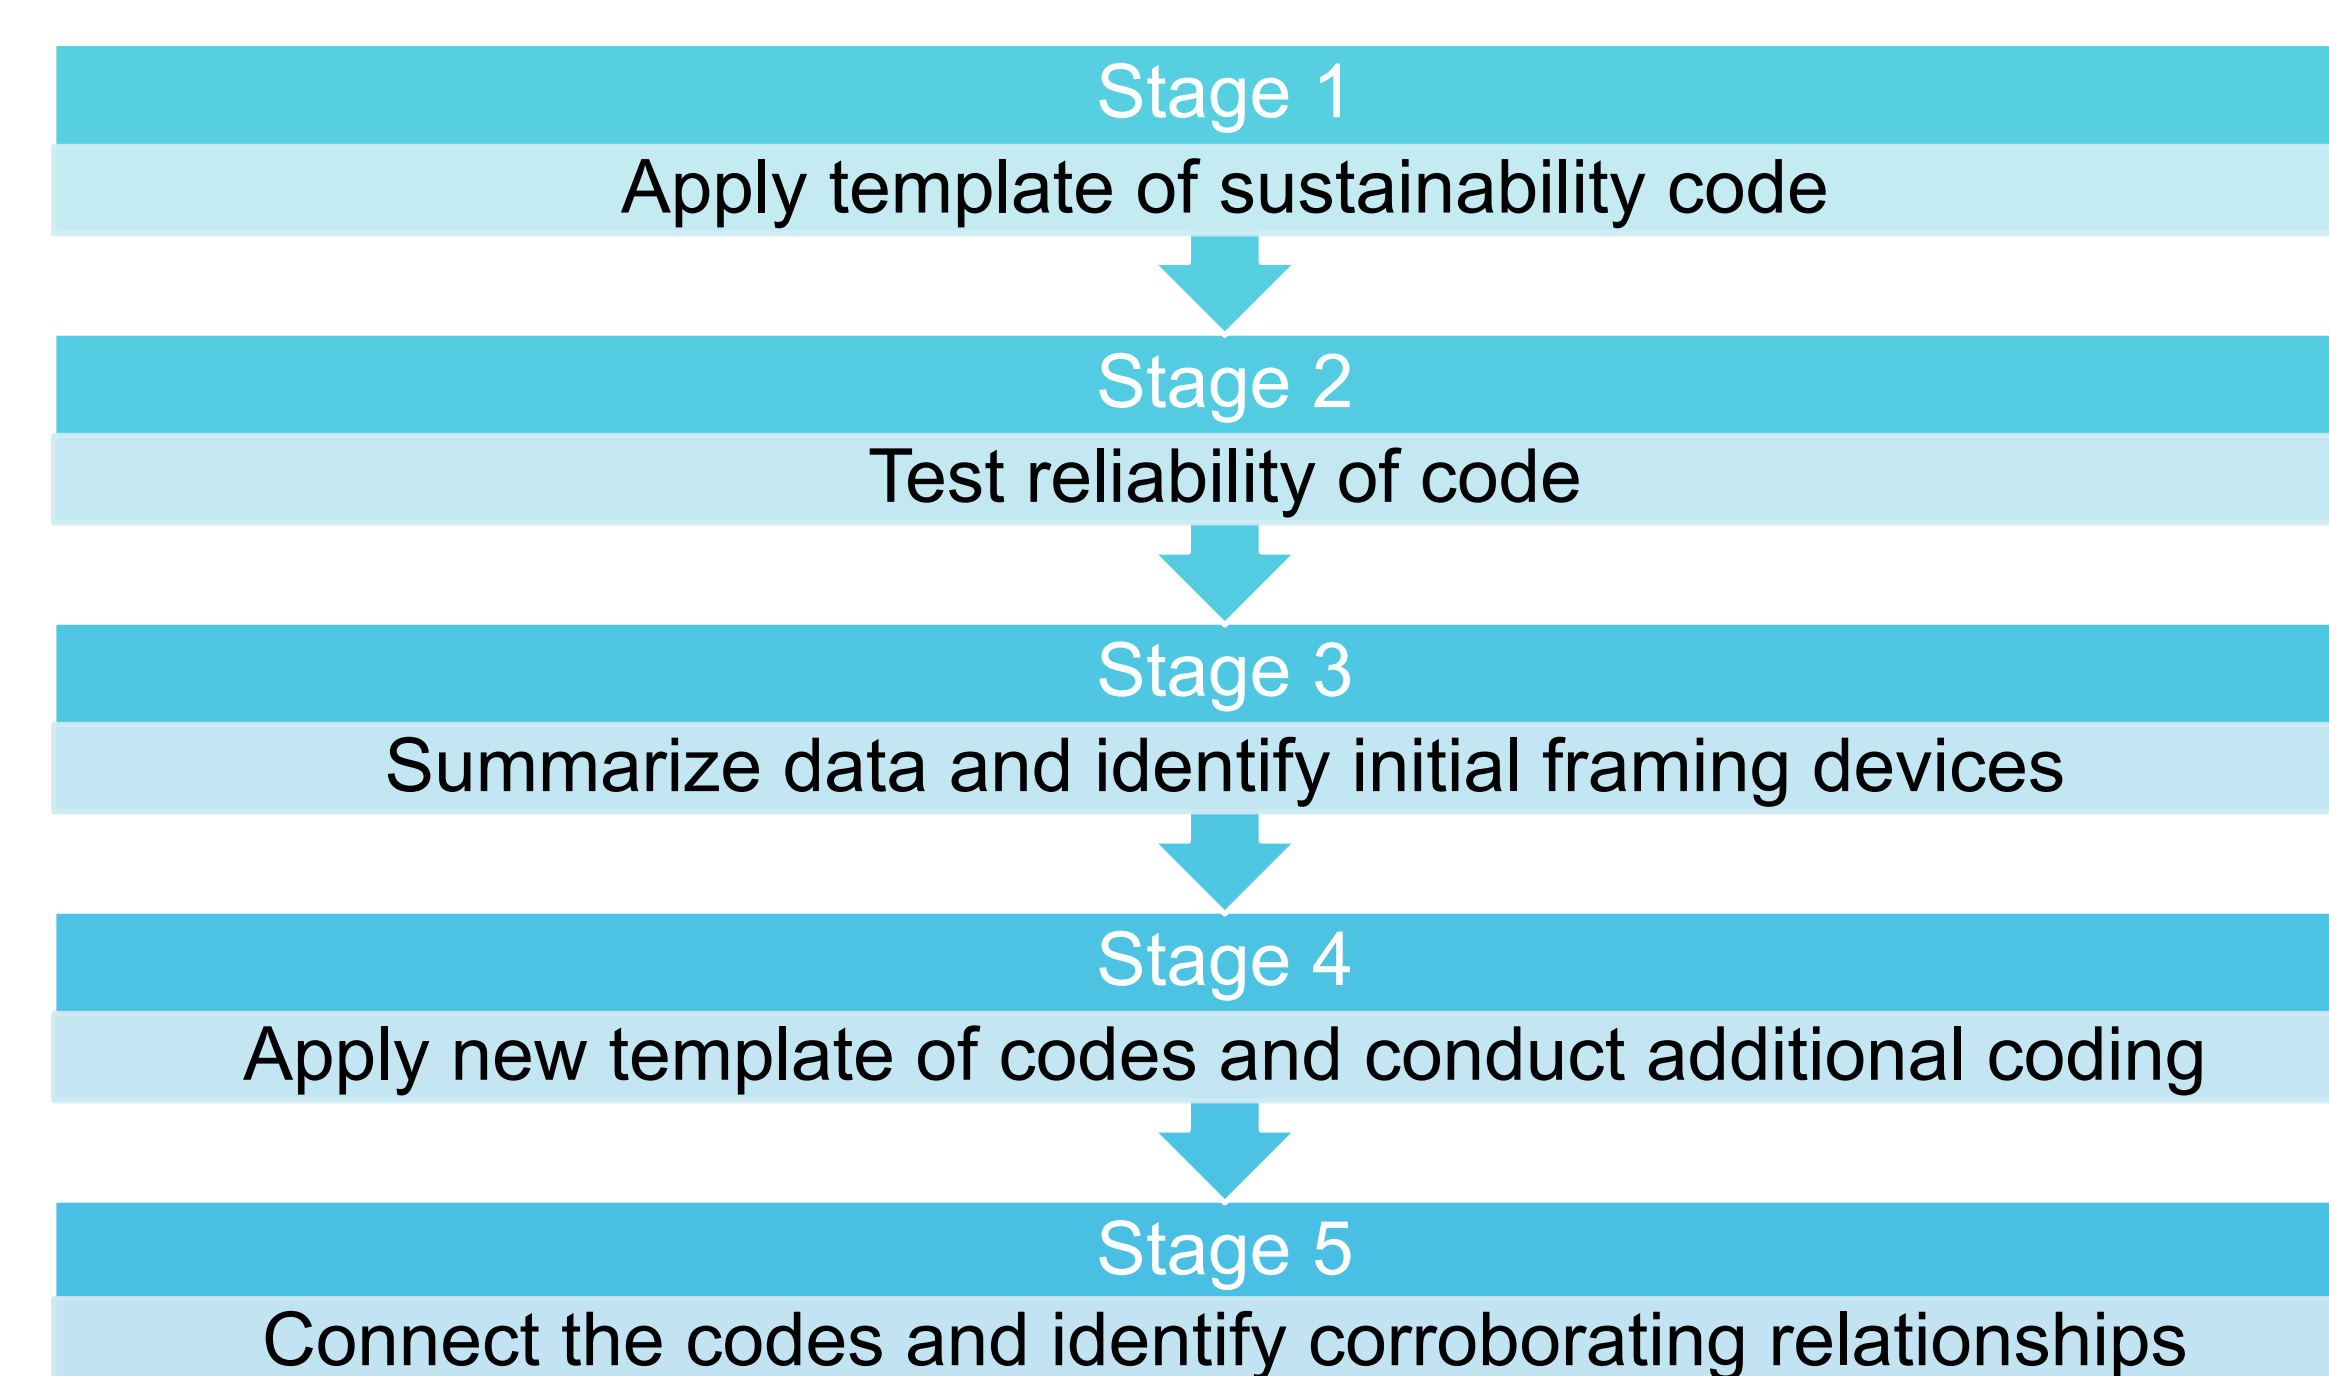 Stage 1
Apply template of sustainability code
Stage 2
Test reliability of code
Stage 3
Summarize data and identify initial framing devices
Stage 4
Apply new template of codes and conduct additional coding
Stage 5
Connect the codes and identify corroborating relationships